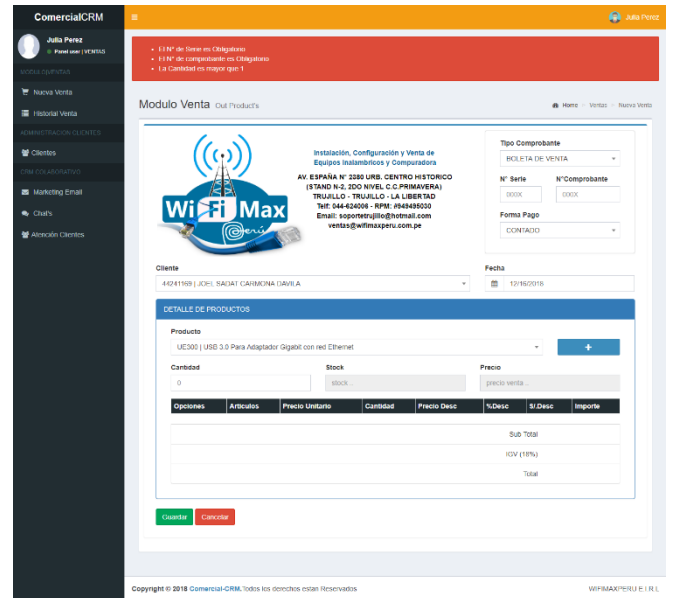 ComercialCRM
Julia Perez
Julia Perez
Panel user | VENTAS
MODULO|VENTAS
Nueva Venta
Historial Venta
ADMINISTRACION CLIENTES
Clientes
CRM COLABORATIVO
Marketing Email
Chat's
Atención Clientes
El N° de Serie es Obligatorio
El N° de comprobante es Obligatorio
La Cantidad es mayor que 1.
Modulo Venta Out Product's
Home > Ventas > Nueva Venta
WiFi Max
Perú
Instalación, Configuración y Venta de
Equipos Inalambricos y Compuradora
AV. ESPAÑA N° 2380 URB. CENTRO HISTORICO
(STAND N-2, 2DO NIVEL C.C.PRIMAVERA)
TRUJILLO - TRUJILLO - LA LIBERTAD
Telf: 044-624006 - RPM: #949495030
Email: soportetrujillo@hotmail.com
ventas@wifimaxperu.com.pe
Tipo Comprobante
BOLETA DE VENTA
N° Serie N°Comprobante
000X 000X
Forma Pago
CONTADO
Cliente Fecha
44241169 | JOEL SADAT CARMONA DAVILA 12/16/2018
DETALLE DE PRODUCTOS
Producto
UE300 | USB 3.0 Para Adaptador Gigabit con red Ethernet
+
Cantidad Stock Precio
0 stock... precio venta ...
Opciones Articulos Precio Unitario Cantidad Precio Desc %Desc S/.Desc Importe
Sub Total
IGV (18%)
Total
Guardar Cancelar
Copyright © 2018 Comercial-CRM. Todos los derechos estan Reservados WIFIMAXPERU E.I.R.L